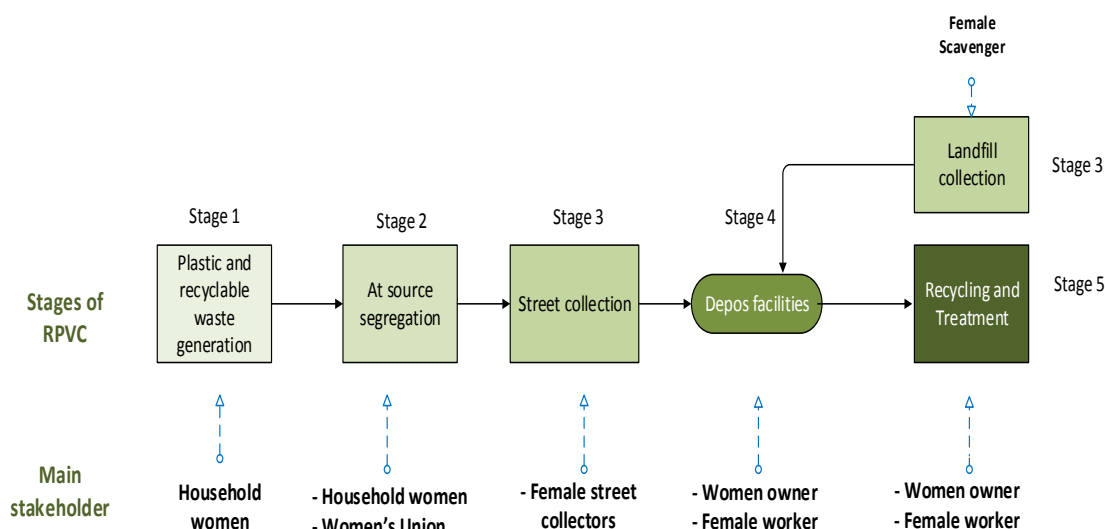 Female
Scavenger
Landfill
collection
Stage 3
Stage 1
Stage 2
Stage 3
Stage 4
Stages of
RPVC
Plastic and
recyclable
waste
generation
At source
segregation
Street collection
Depos facilities
Recycling and
Treatment
Stage 5
Main
stakeholder
Household
women
- Household women
- Women's Union
- Female street
collectors
- Women owner
- Female worker
- Women owner
- Female worker